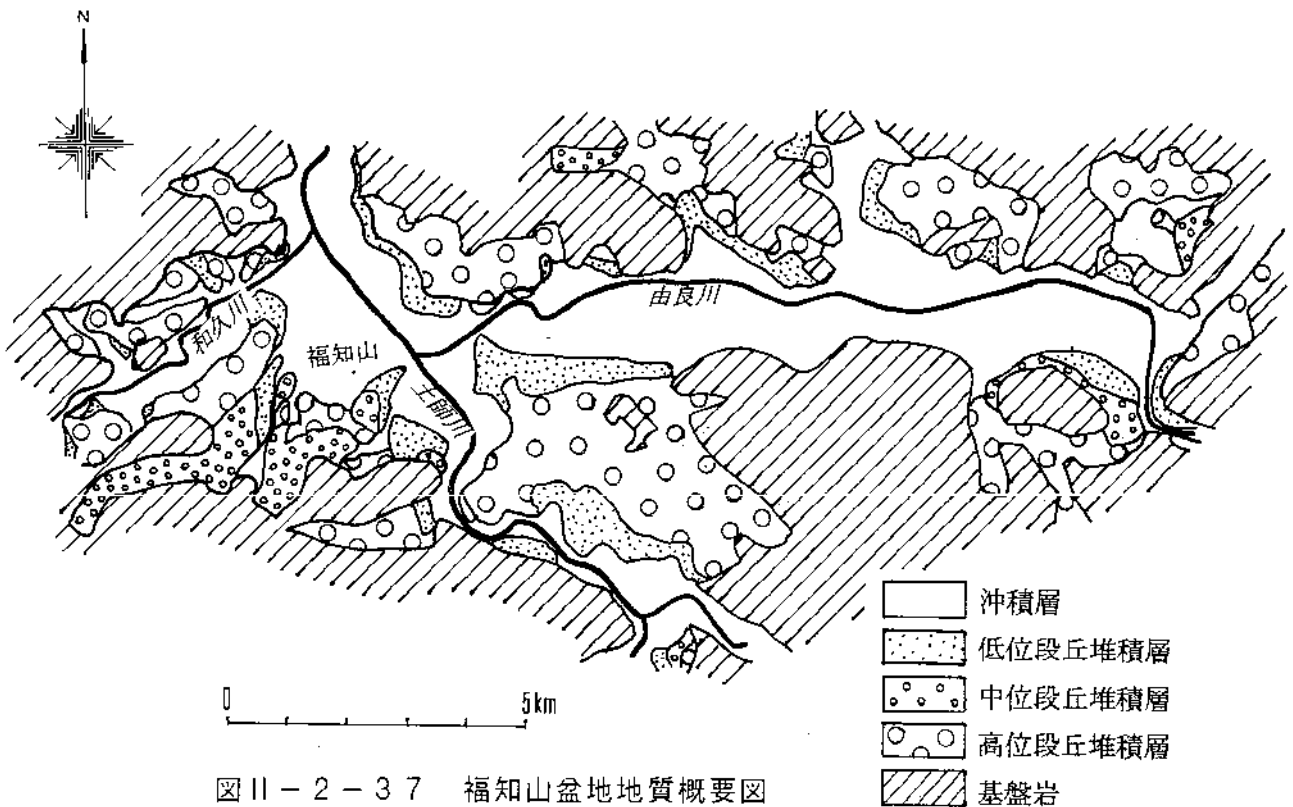 N
由良川
和久川
福知山
土師川
沖積層
低位段丘堆積層
中位段丘堆積層
高位段丘堆積層
基盤岩
0 5km
図Ⅱ-2-37 福知山盆地地質概要図